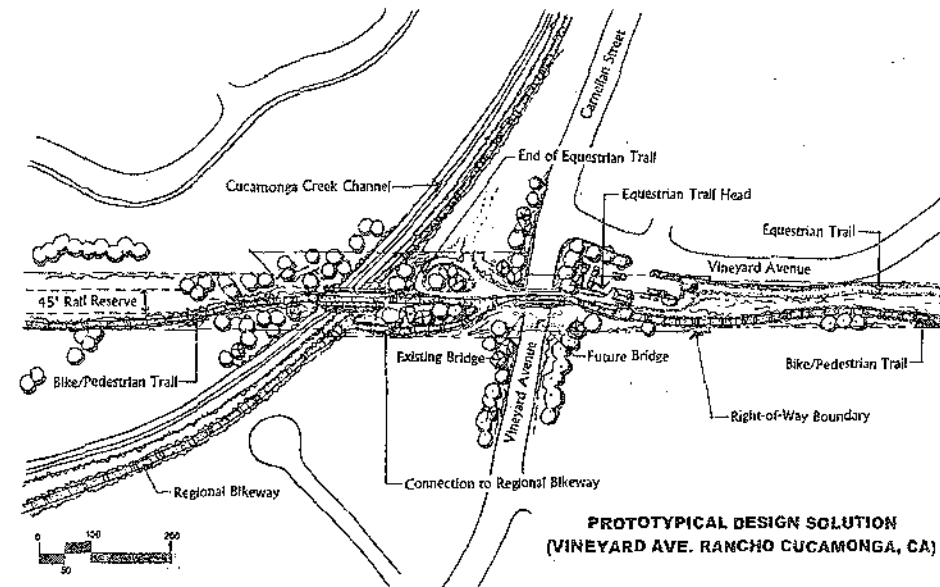 Carnelian Street
End of Equestrian Trail
Cucamonga Creek Channel
Equestrian Trail Head
Equestrian Trail
Vineyard Avenue
45' Rail Reserve
Existing Bridge
Future Bridge
Bike/Pedestrian Trail
Bike/Pedestrian Trail
Vineyard Avenue
Right-of-Way Boundary
Regional Bikeway
Connection to Regional Bikeway
0 100 200
50
PROTOTYPICAL DESIGN SOLUTION
(VINEYARD AVE. RANCHO CUCAMONGA, CA)